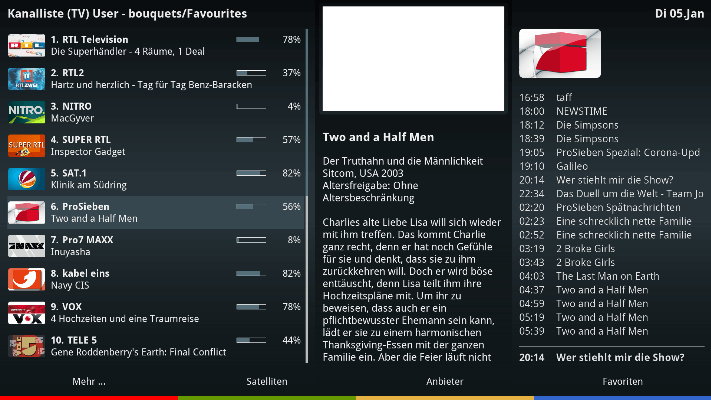 Kanalliste (TV) User - bouquets/Favourites
Di 05.Jan
1. RTL Television 78%
Die Superhändler - 4 Räume, 1 Deal
2. RTL2 37%
Hartz und herzlich - Tag für Tag Benz-Baracken
3. NITRO 4%
MacGyver
4. SUPER RTL 57%
Inspector Gadget
5. SAT.1 82%
Klinik am Südring
6. ProSieben 56%
Two and a Half Men
7. Pro7 MAXX 8%
Inuyasha
8. kabel eins 82%
Navy CIS
9. VOX 78%
4 Hochzeiten und eine Traumreise
10. TELE 5 44%
Gene Roddenberry's Earth: Final Conflict
NITRO.
SUPER RTL
VOX
Two and a Half Men
Der Truthahn und die Männlichkeit
Sitcom, USA 2003
Altersfreigabe: Ohne
Altersbeschränkung
Charlies alte Liebe Lisa will sich wieder
mit ihm treffen. Das kommt Charlie
ganz recht, denn er hat noch Gefühle
für sie und denkt, dass sie zu ihm
zurückkehren will. Doch er wird böse
enttäuscht, denn Lisa teilt ihm ihre
Hochzeitspläne mit. Um ihr zu
beweisen, dass auch er ein
pflichtbewusster Ehemann sein kann,
lädt er sie zu einem harmonischen
Thanksgiving-Essen mit der ganzen
Familie ein. Aber die Feier läuft nicht
16:58 taff
18:00 NEWSTIME
18:12 Die Simpsons
18:39 Die Simpsons
19:05 ProSieben Spezial: Corona-Upd
19:10 Galileo
20:14 Wer stiehlt mir die Show?
22:34 Das Duell um die Welt - Team Jo
02:20 ProSieben Spätnachrichten
02:23 Eine schrecklich nette Familie
02:52 Eine schrecklich nette Familie
03:19 2 Broke Girls
03:43 2 Broke Girls
04:03 The Last Man on Earth
04:37 Two and a Half Men
04:59 Two and a Half Men
05:19 Two and a Half Men
05:39 Two and a Half Men
20:14 Wer stiehlt mir die Show?
Mehr ...
Satelliten
Anbieter
Favoriten